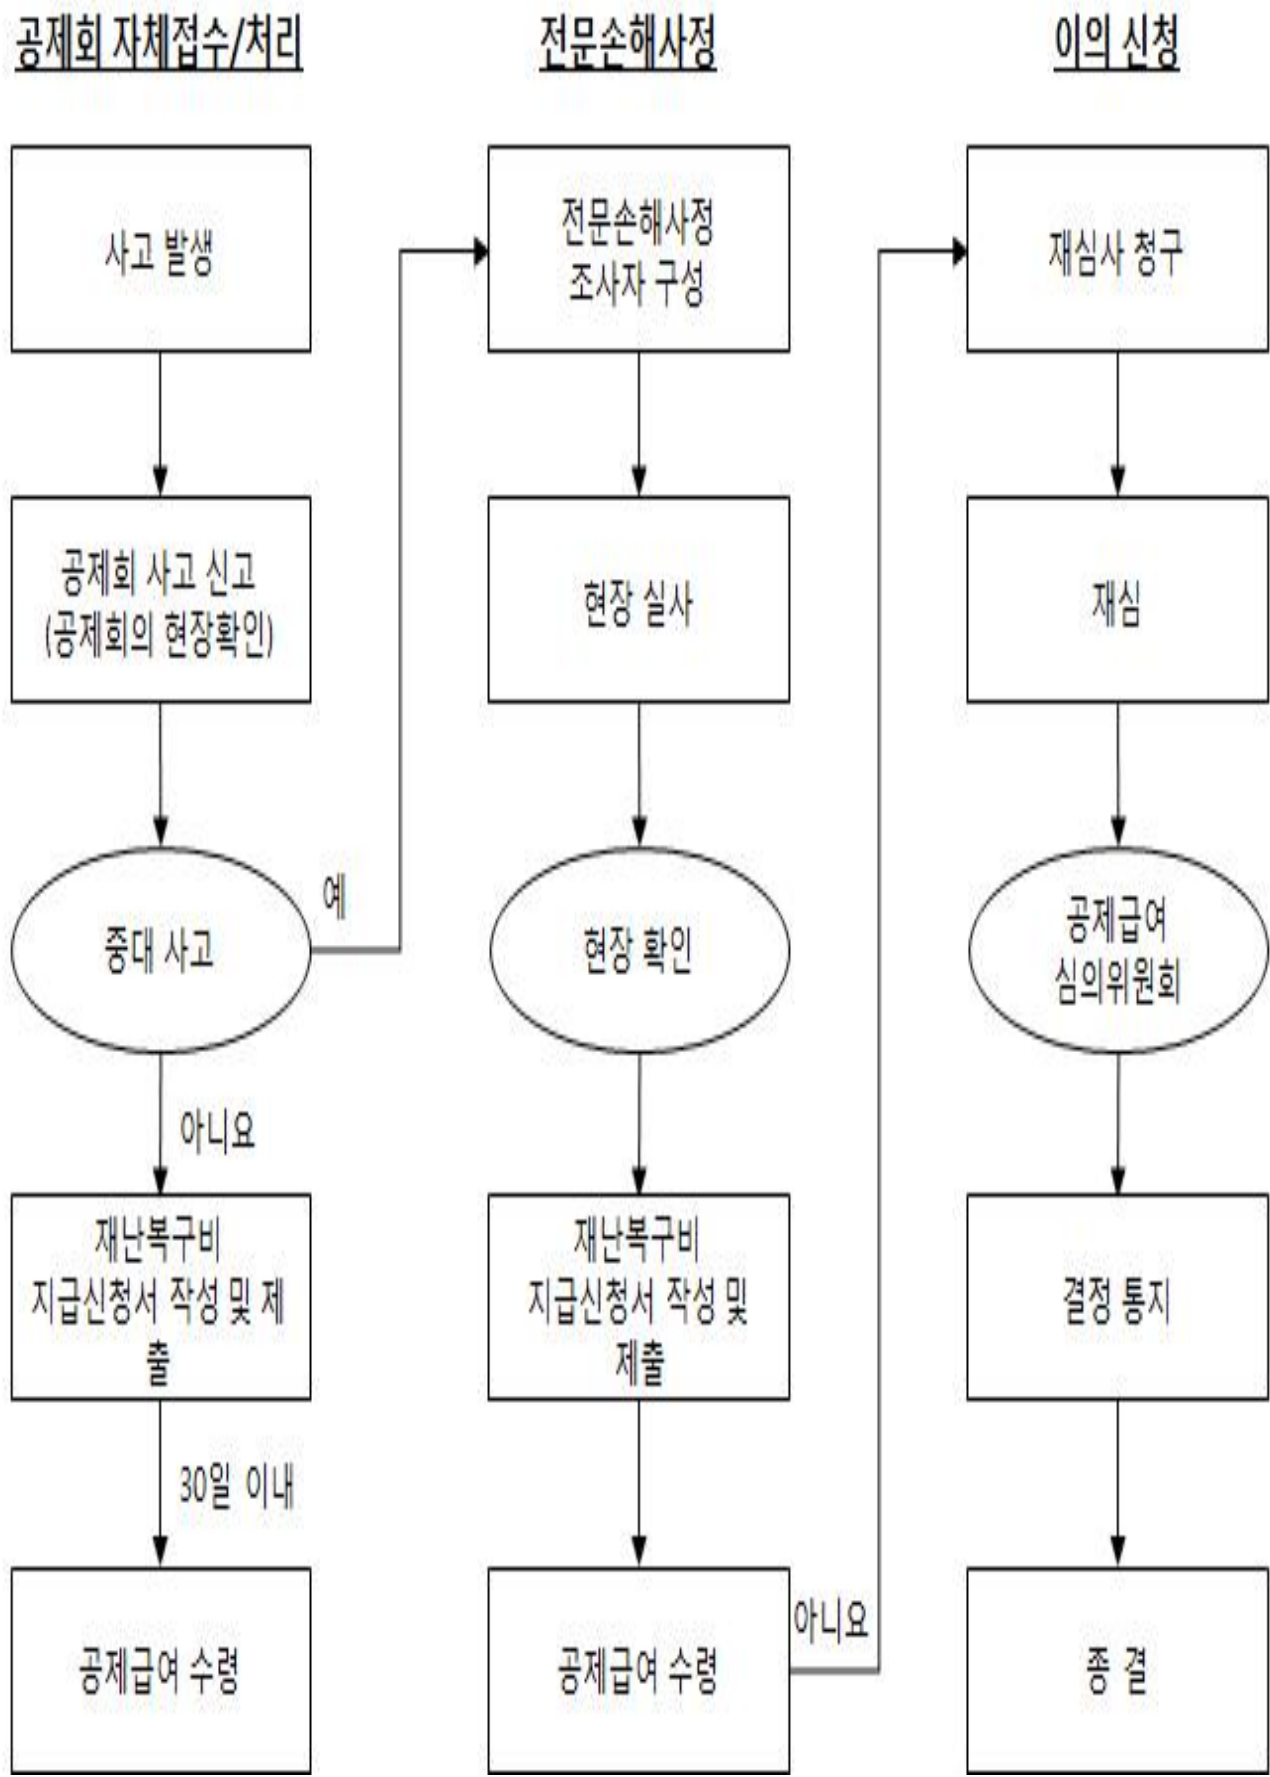 공제회 자체접수/처리
사고 발생
공제회 사고 신고
(공제회의 현장확인)
중대 사고
예
아니요
재난복구비
지급신청서 작성 및 제
출
30일 이내
공제급여 수령
전문손해사정
전문손해사정
조사자 구성
현장 실사
현장 확인
재난복구비
지급신청서 작성 및
제출
공제급여 수령
아니요
이의 신청
재심사 청구
재심
공제급여
심의위원회
결정 통지
종 결